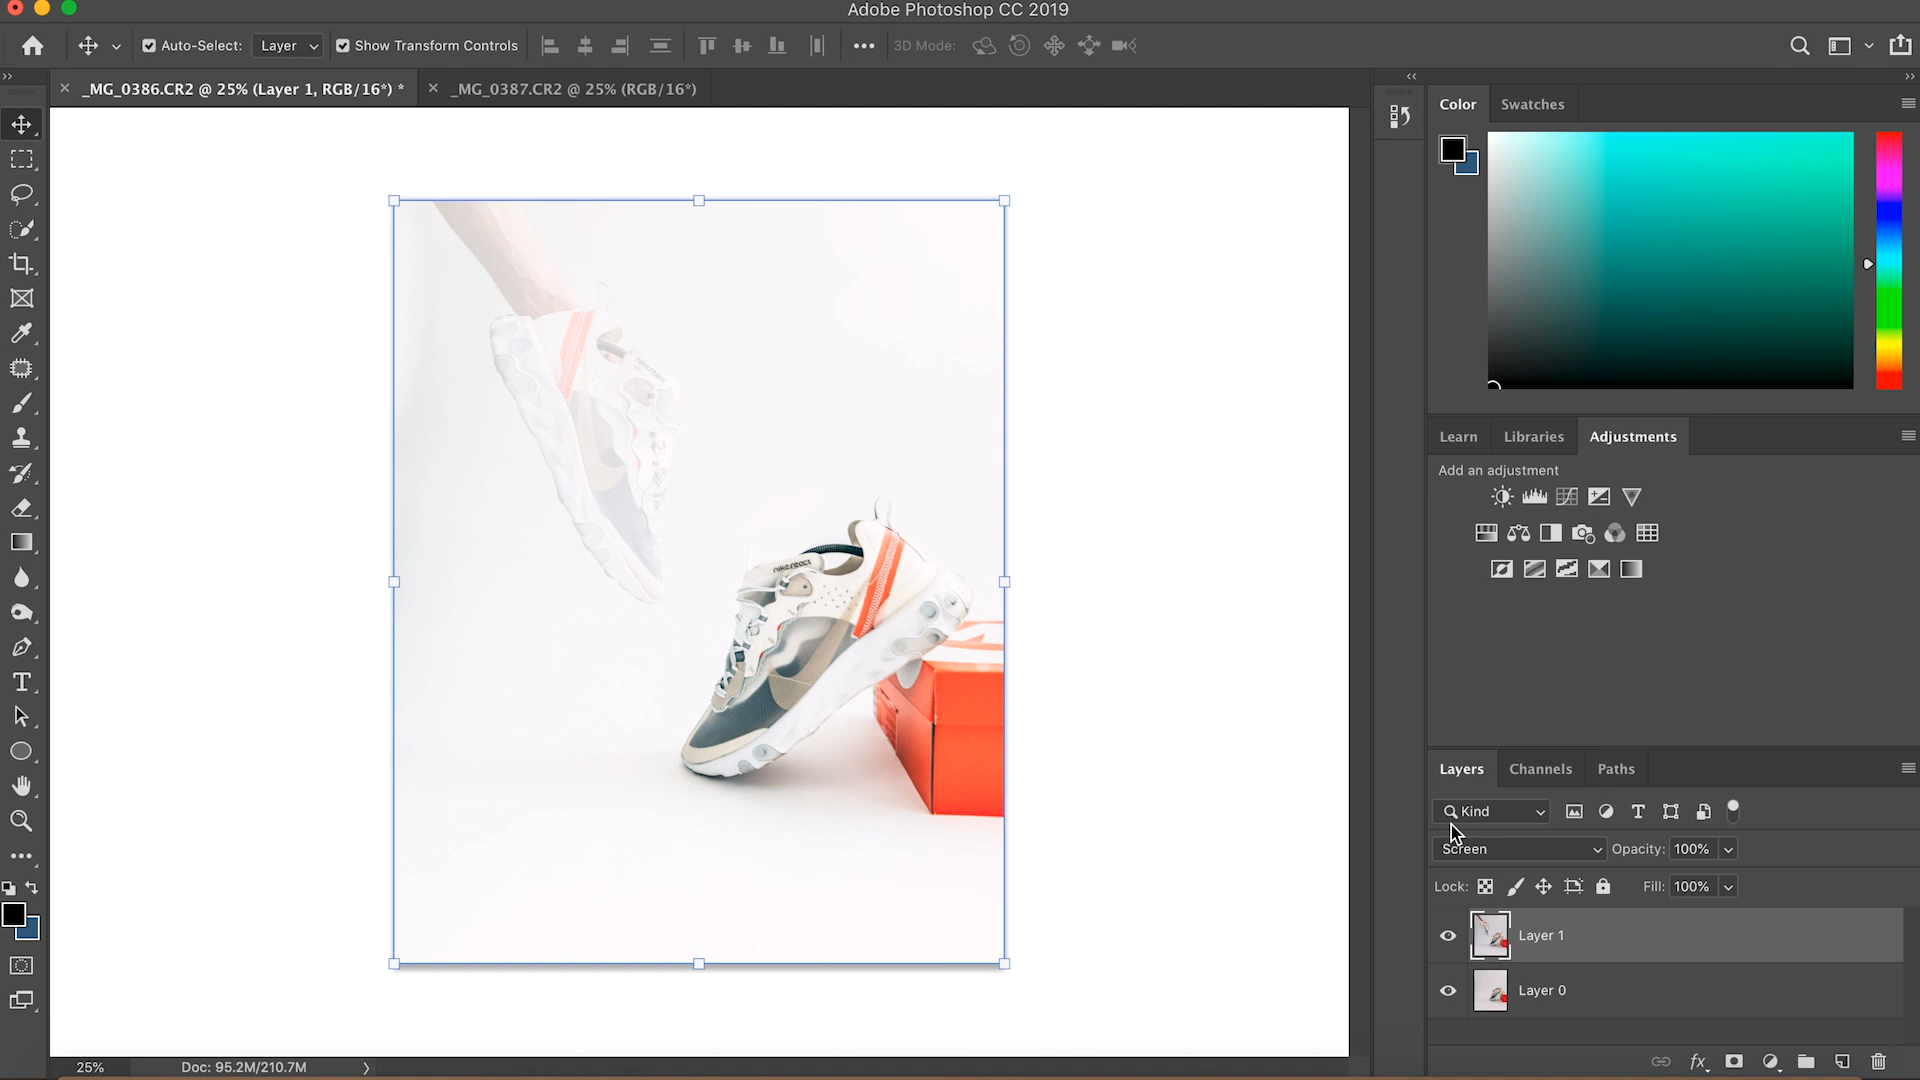 Adobe Photoshop CC 2019
Auto-Select: Layer Show Transform Controls 3D Mode:
_MG_0386.CR2 @ 25% (Layer 1, RGB/16*) * _MG_0387.CR2 @ 25% (RGB/16*)
Color Swatches
nike react
nike react
Learn Libraries Adjustments
Add an adjustment
Layers Channels Paths
Kind
Screen Opacity: 100%
Lock: Fill: 100%
Layer 1
Layer 0
25% Doc: 95.2M/210.7M